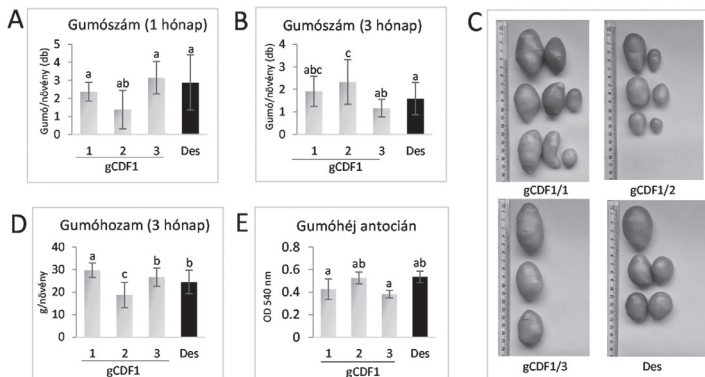 A
Gumószám (1 hónap)
Gumó/növény (db)
5
4
3
2
1
0
a
ab
a
a
1 2 3 Des
gCDF1
B
Gumószám (3 hónap)
Gumó/növény (db)
4
3
2
1
0
abc
c
ab
a
1 2 3 Des
gCDF1
C
gCDF1/1
gCDF1/2
gCDF1/3
Des
D
Gumóhozam (3 hónap)
g/növény
40
30
20
10
0
a
c
b
b
1 2 3 Des
gCDF1
E
Gumóhéj antocián
OD 540 nm
0.8
0.6
0.4
0.2
0
a
ab
a
ab
1 2 3 Des
gCDF1